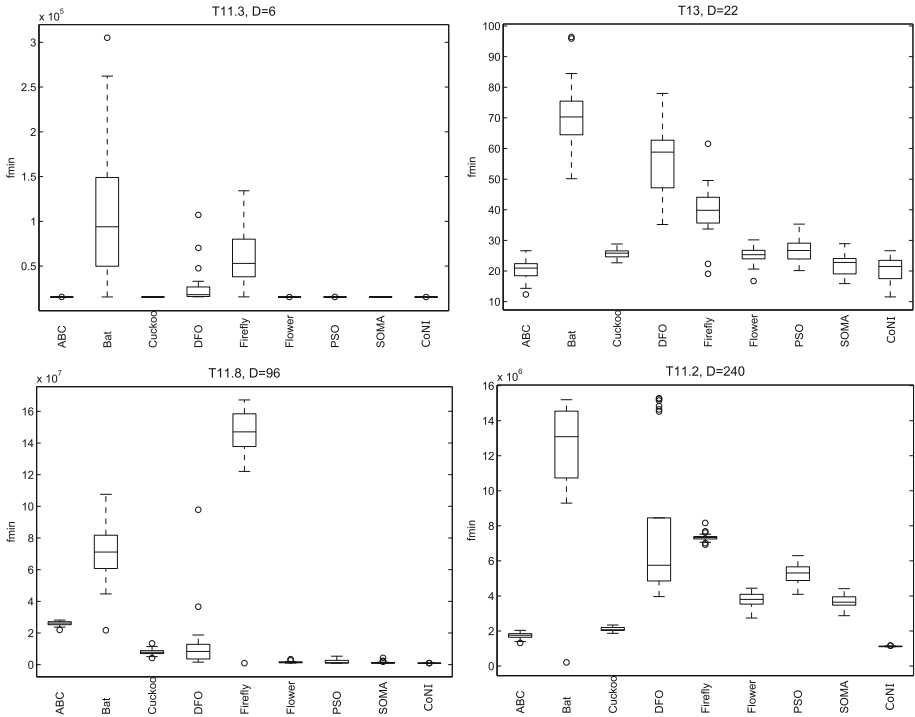 T11.3, D=6
x 10^5
3
2.5
2
1.5
1
0.5
fmin
ABC
Bat
Cuckoo
DFO
Firefly
Flower
PSO
SOMA
CoNI
T13, D=22
100
90
80
70
60
50
40
30
20
10
fmin
ABC
Bat
Cuckoo
DFO
Firefly
Flower
PSO
SOMA
CoNI
T11.8, D=96
x 10^7
16
14
12
10
8
6
4
2
0
fmin
ABC
Bat
Cuckoo
DFO
Firefly
Flower
PSO
SOMA
CoNI
T11.2, D=240
x 10^6
16
14
12
10
8
6
4
2
0
fmin
ABC
Bat
Cuckoo
DFO
Firefly
Flower
PSO
SOMA
CoNI